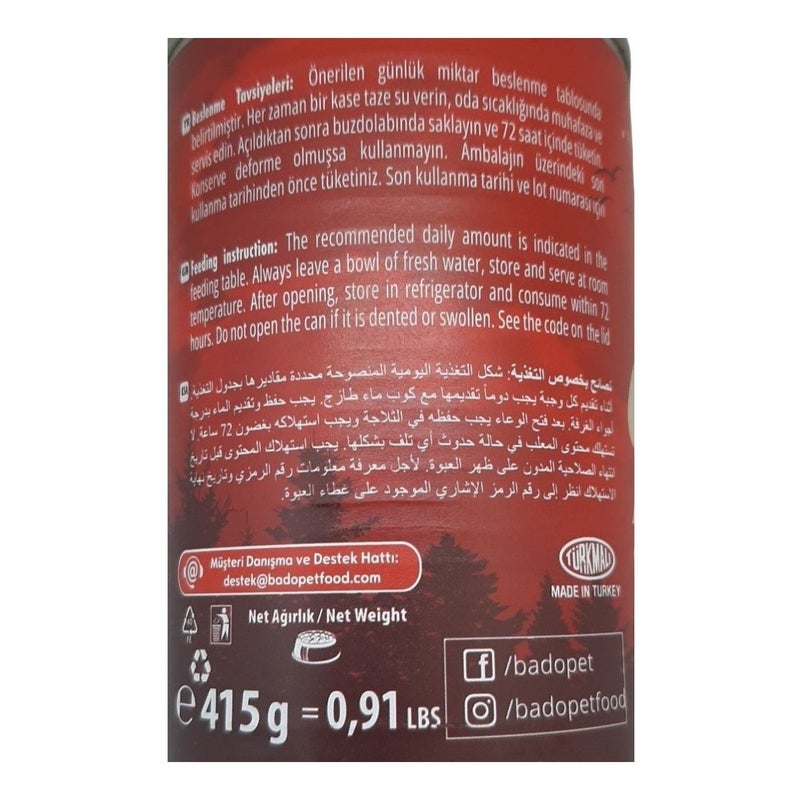 TR Beslenme Tavsiyeleri: Önerilen günlük miktar beslenme tablosunda
belirtilmiştir. Her zaman bir kase taze su verin, oda sıcaklığında muhafaza ve
servis edin. Açıldıktan sonra buzdolabında saklayın ve 72 saat içinde tüketin.
Konserve deforme olmuşsa kullanmayın. Ambalajın üzerindeki son
kullanma tarihinden önce tüketiniz. Son kullanma tarihi ve lot numarası için
GB Feeding instruction: The recommended daily amount is indicated in the
feeding table. Always leave a bowl of fresh water, store and serve at room
temperature. After opening, store in refrigerator and consume within 72
hours. Do not open the can if it is dented or swollen. See the code on the lid
KSA نصائح بخصوص التغذية: شكل التغذية اليومية المنصوحة محددة مقاديرها بجدول التغذية
أثناء تقديم كل وجبة يجب دوماً تقديمها مع كوب ماء طازج. يجب حفظ وتقديم الماء بدرجة
أجواء الغرفة. بعد فتح الوعاء يجب حفظه في الثلاجة ويجب استهلاكه بغضون 72 ساعة. لا
تستهلك محتوى المعلب في حالة حدوث أي تلف بشكلها. يجب استهلاك المحتوى قبل تاريخ
انتهاء الصلاحية المدون على ظهر العبوة. لأجل معرفة معلومات رقم الرمزي وتاريخ نهاية
الاستهلاك انظر إلى رقم الرمز الإشاري الموجود على غطاء العبوة.
Müşteri Danışma ve Destek Hattı:
destek@badopetfood.com
TÜRKMALI
MADE IN TURKEY
40
FE
Net Ağırlık / Net Weight
e 415 g = 0,91 LBS
/badopet
/badopetfood